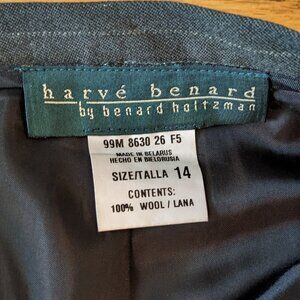 harvé benard
by benard holtzman
99M 8630 26 F5
MADE IN BELARUS
HECHO EN BIELORUSIA
SIZE/TALLA 14
CONTENTS:
100% WOOL / LANA